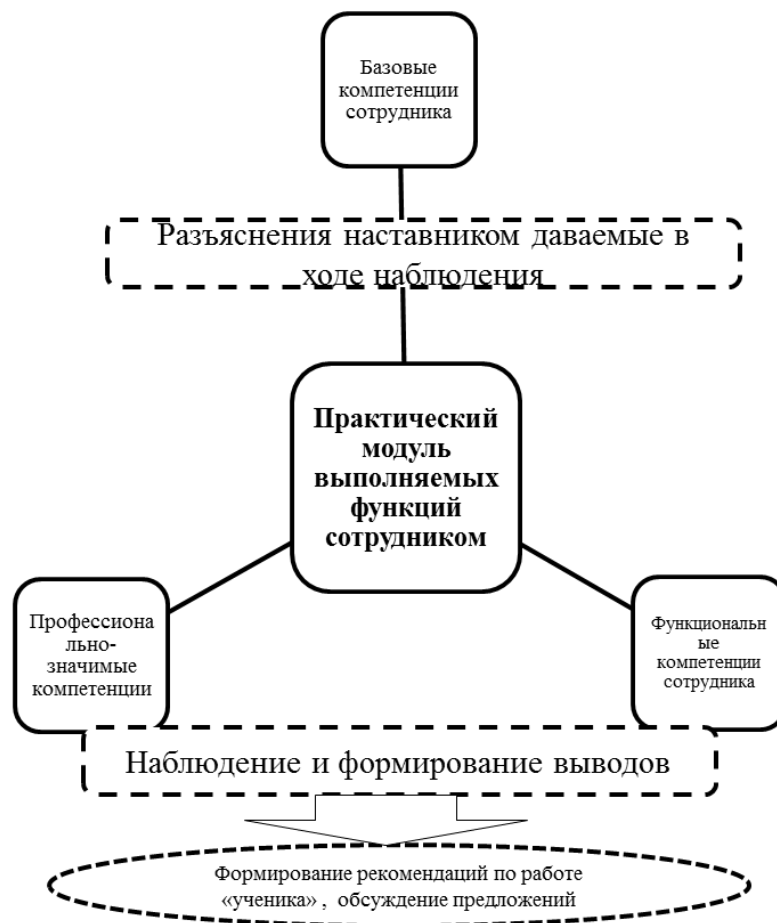 Базовые
компетенции
сотрудника
Разъяснения наставником даваемые в
ходе наблюдения
Практический
модуль
выполняемых
функций
сотрудником
Профессиона
льно-
значимые
компетенции
Функциональн
ые
компетенции
сотрудника
Наблюдение и формирование выводов
Формирование рекомендаций по работе
«ученика» , обсуждение предложений